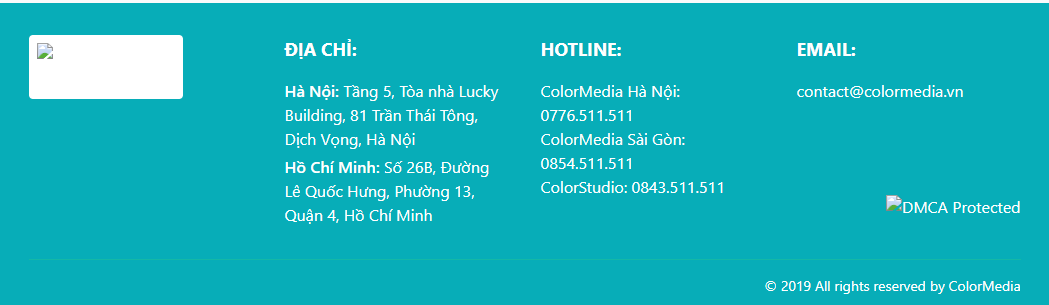 ĐỊA CHỈ:
Hà Nội: Tầng 5, Tòa nhà Lucky
Building, 81 Trần Thái Tông,
Dịch Vọng, Hà Nội
Hồ Chí Minh: Số 26B, Đường
Lê Quốc Hưng, Phường 13,
Quận 4, Hồ Chí Minh
HOTLINE:
ColorMedia Hà Nội:
0776.511.511
ColorMedia Sài Gòn:
0854.511.511
ColorStudio: 0843.511.511
EMAIL:
contact@colormedia.vn
DMCA Protected
© 2019 All rights reserved by ColorMedia